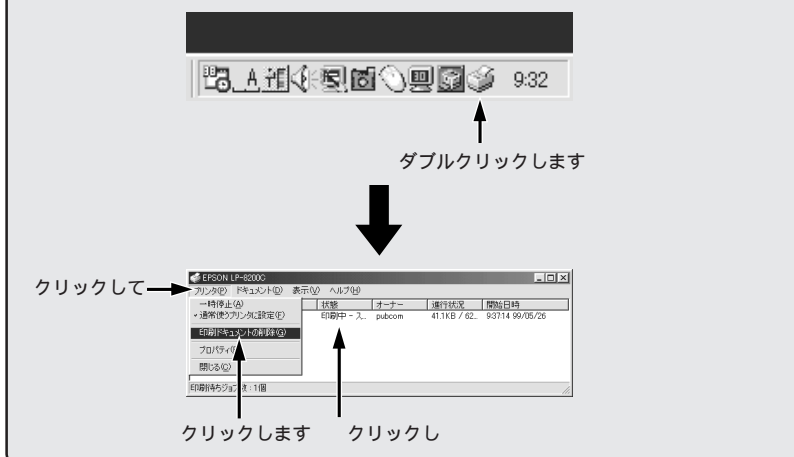 9:32
ダブルクリックします
EPSON LP-8200C
クリックして
プリンタ(P) ドキュメント(D) 表示(V) ヘルプ(H)
一時停止(A)
状態 オーナー 進行状況 開始日時
通常使うプリンタに設定(F)
印刷中 - ス... pubcom 41.1KB / 62... 9:37:14 99/05/26
印刷ドキュメントの削除(G)
プロパティ(R)
閉じる(C)
印刷待ちジョブ数:1個
クリックします クリックし